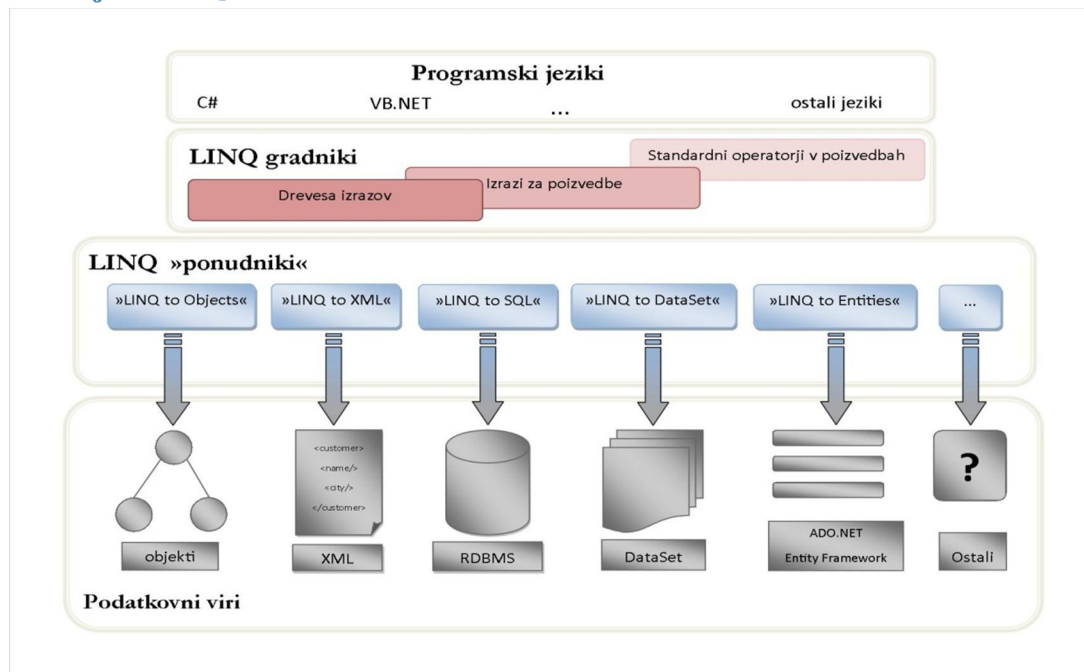 Programski jeziki
C# VB.NET ... ostali jeziki
LINQ gradniki
Standardni operatorji v poizvedbah
Izrazi za poizvedbe
Drevesa izrazov
LINQ »ponudniki«
»LINQ to Objects« »LINQ to XML« »LINQ to SQL« »LINQ to DataSet« »LINQ to Entities« ...
<customer>
<name/>
<city/>
</customer>
?
objekti XML RDBMS DataSet ADO.NET Ostali
Entity Framework
Podatkovni viri